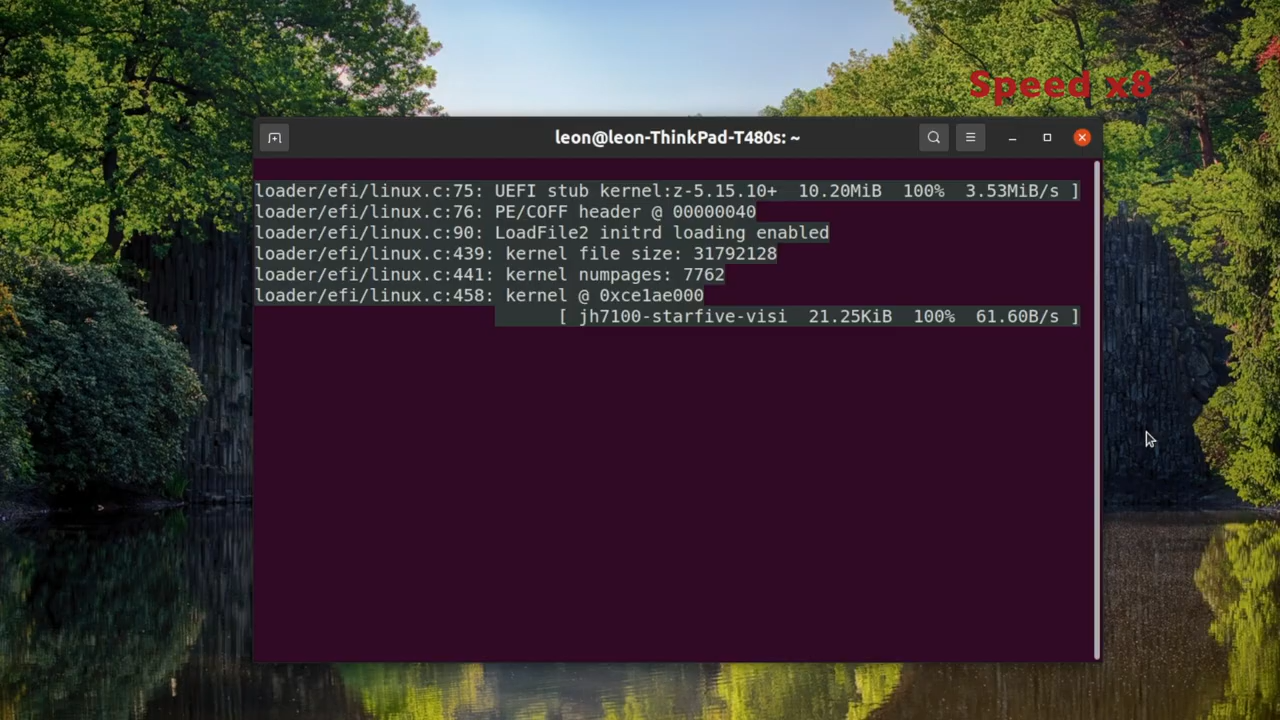 Speed x8
leon@leon-ThinkPad-T480s: ~
loader/efi/linux.c:75: UEFI stub kernel:z-5.15.10+  10.20MiB  100%  3.53MiB/s ]
loader/efi/linux.c:76: PE/COFF header @ 00000040
loader/efi/linux.c:90: LoadFile2 initrd loading enabled
loader/efi/linux.c:439: kernel file size: 31792128
loader/efi/linux.c:441: kernel numpages: 7762
loader/efi/linux.c:458: kernel @ 0xce1ae000
[ jh7100-starfive-visi  21.25KiB  100%  61.60B/s ]